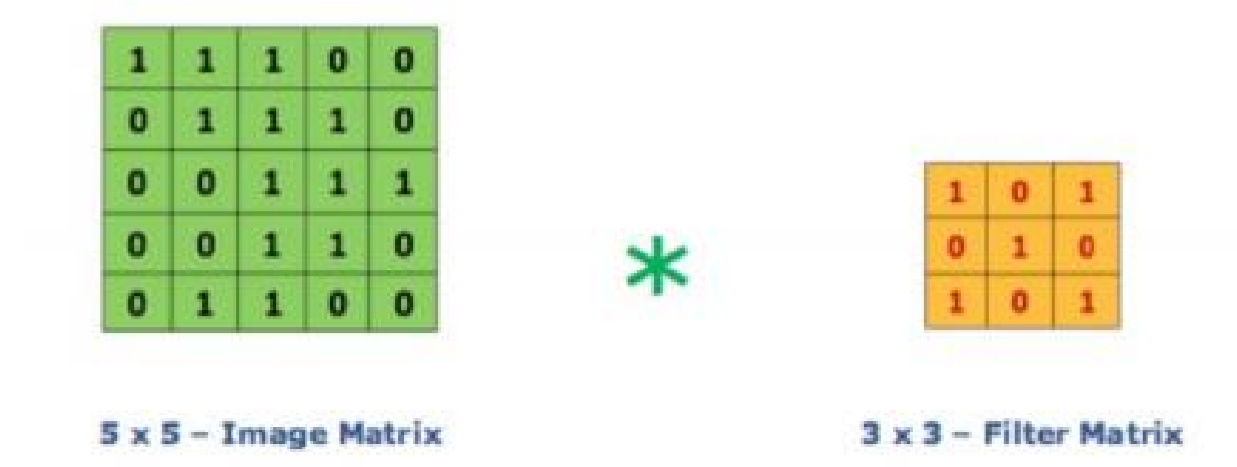 1 1 1 0 0
0 1 1 1 0
0 0 1 1 1
0 0 1 1 0
0 1 1 0 0
*
1 0 1
0 1 0
1 0 1
5 x 5 – Image Matrix
3 x 3 – Filter Matrix